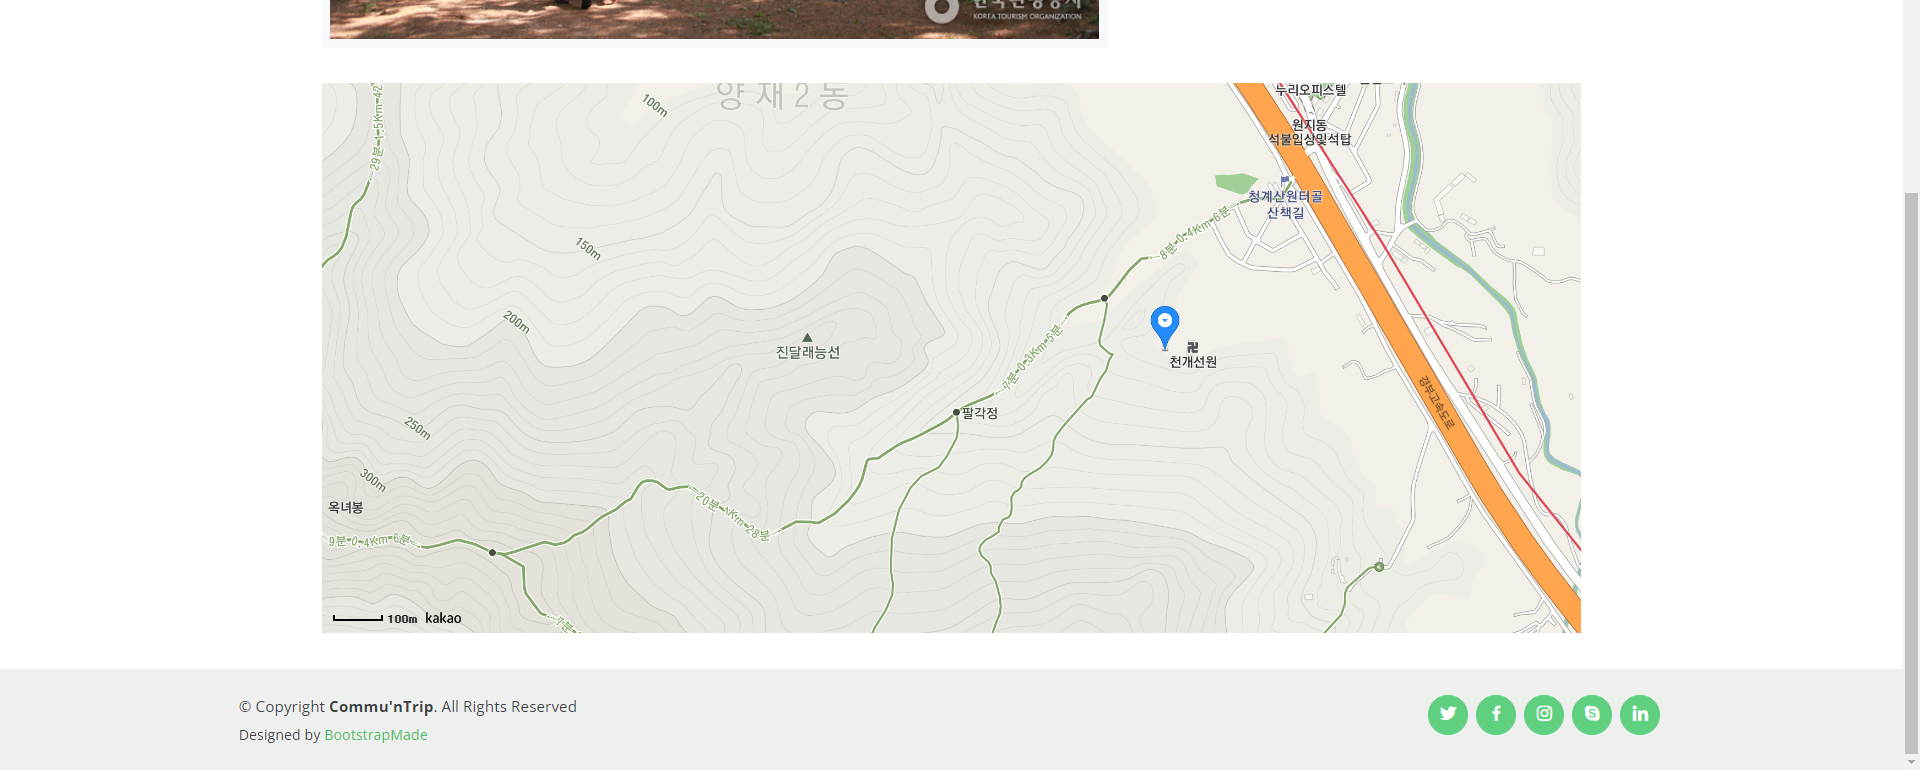 KOREA TOURISM ORGANIZATION
양재2동
100m
누리오피스텔
원지동
석불입상및석탑
청계산원터골
산책길
29분-1.5Km-42
8분-0.4Km-6분
150m
200m
진달래능선
7분-0.3Km-5분
천개선원
팔각정
경부고속도로
250m
300m
옥녀봉
20분-1Km-28분
9분-0.4Km-6분
7분
100m kakao
© Copyright Commu'nTrip. All Rights Reserved
Designed by BootstrapMade